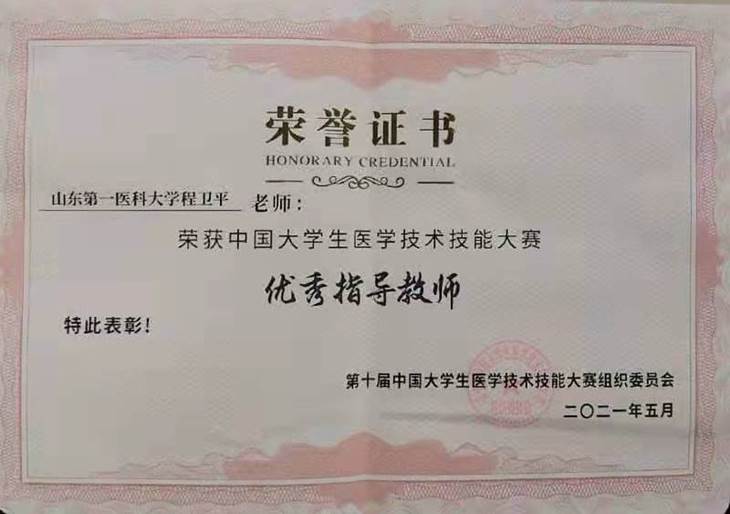 荣誉证书
HONORARY CREDENTIAL
山东第一医科大学程卫平 老师：
荣获中国大学生医学技术技能大赛
优秀指导教师
特此表彰！
第十届中国大学生医学技术技能大赛组织委员会
二〇二一年五月